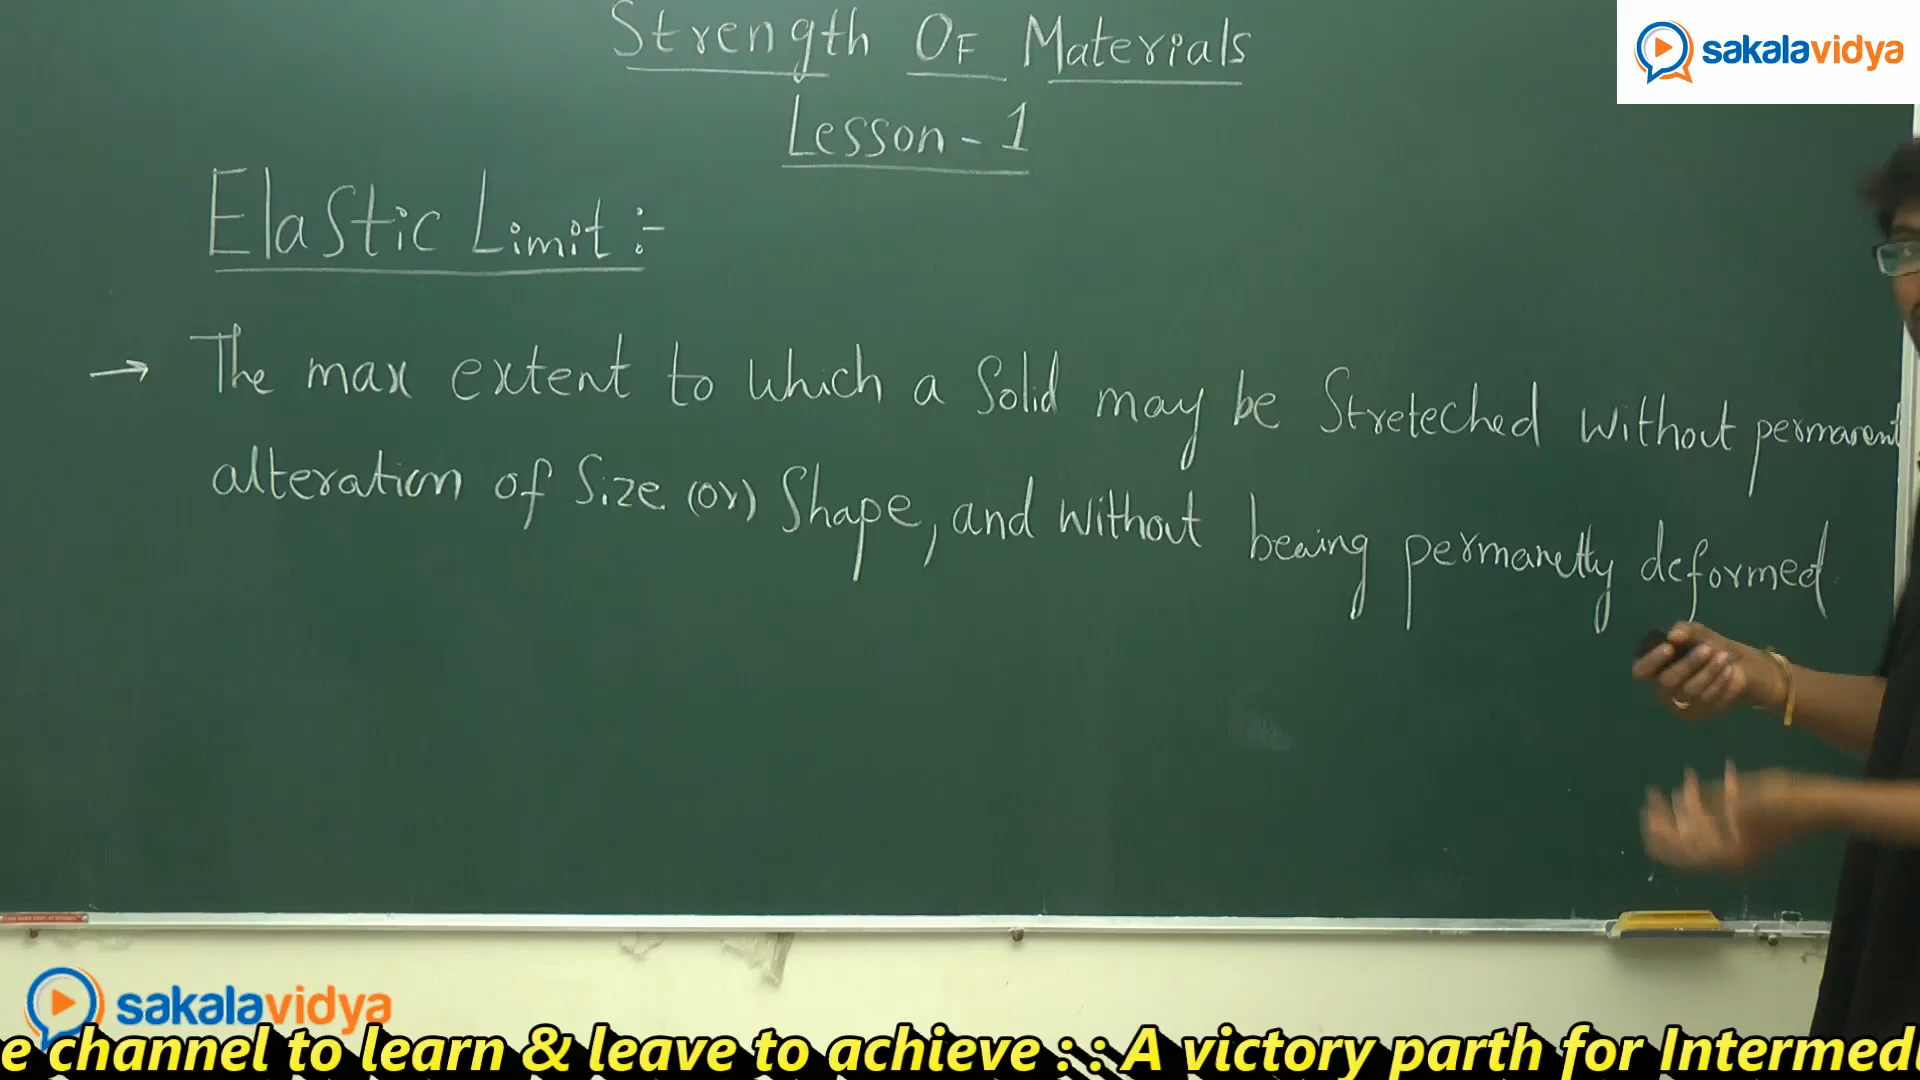 Strength OF Materials
sakalavidya
Lesson - 1
Elastic Limit :-
→ The max extent to which a Solid may be Streteched without permanent
alteration of Size (or) Shape, and without beaing permanetly deformed
sakalavidya
e channel to learn & leave to achieve : : A victory parth for Intermedi